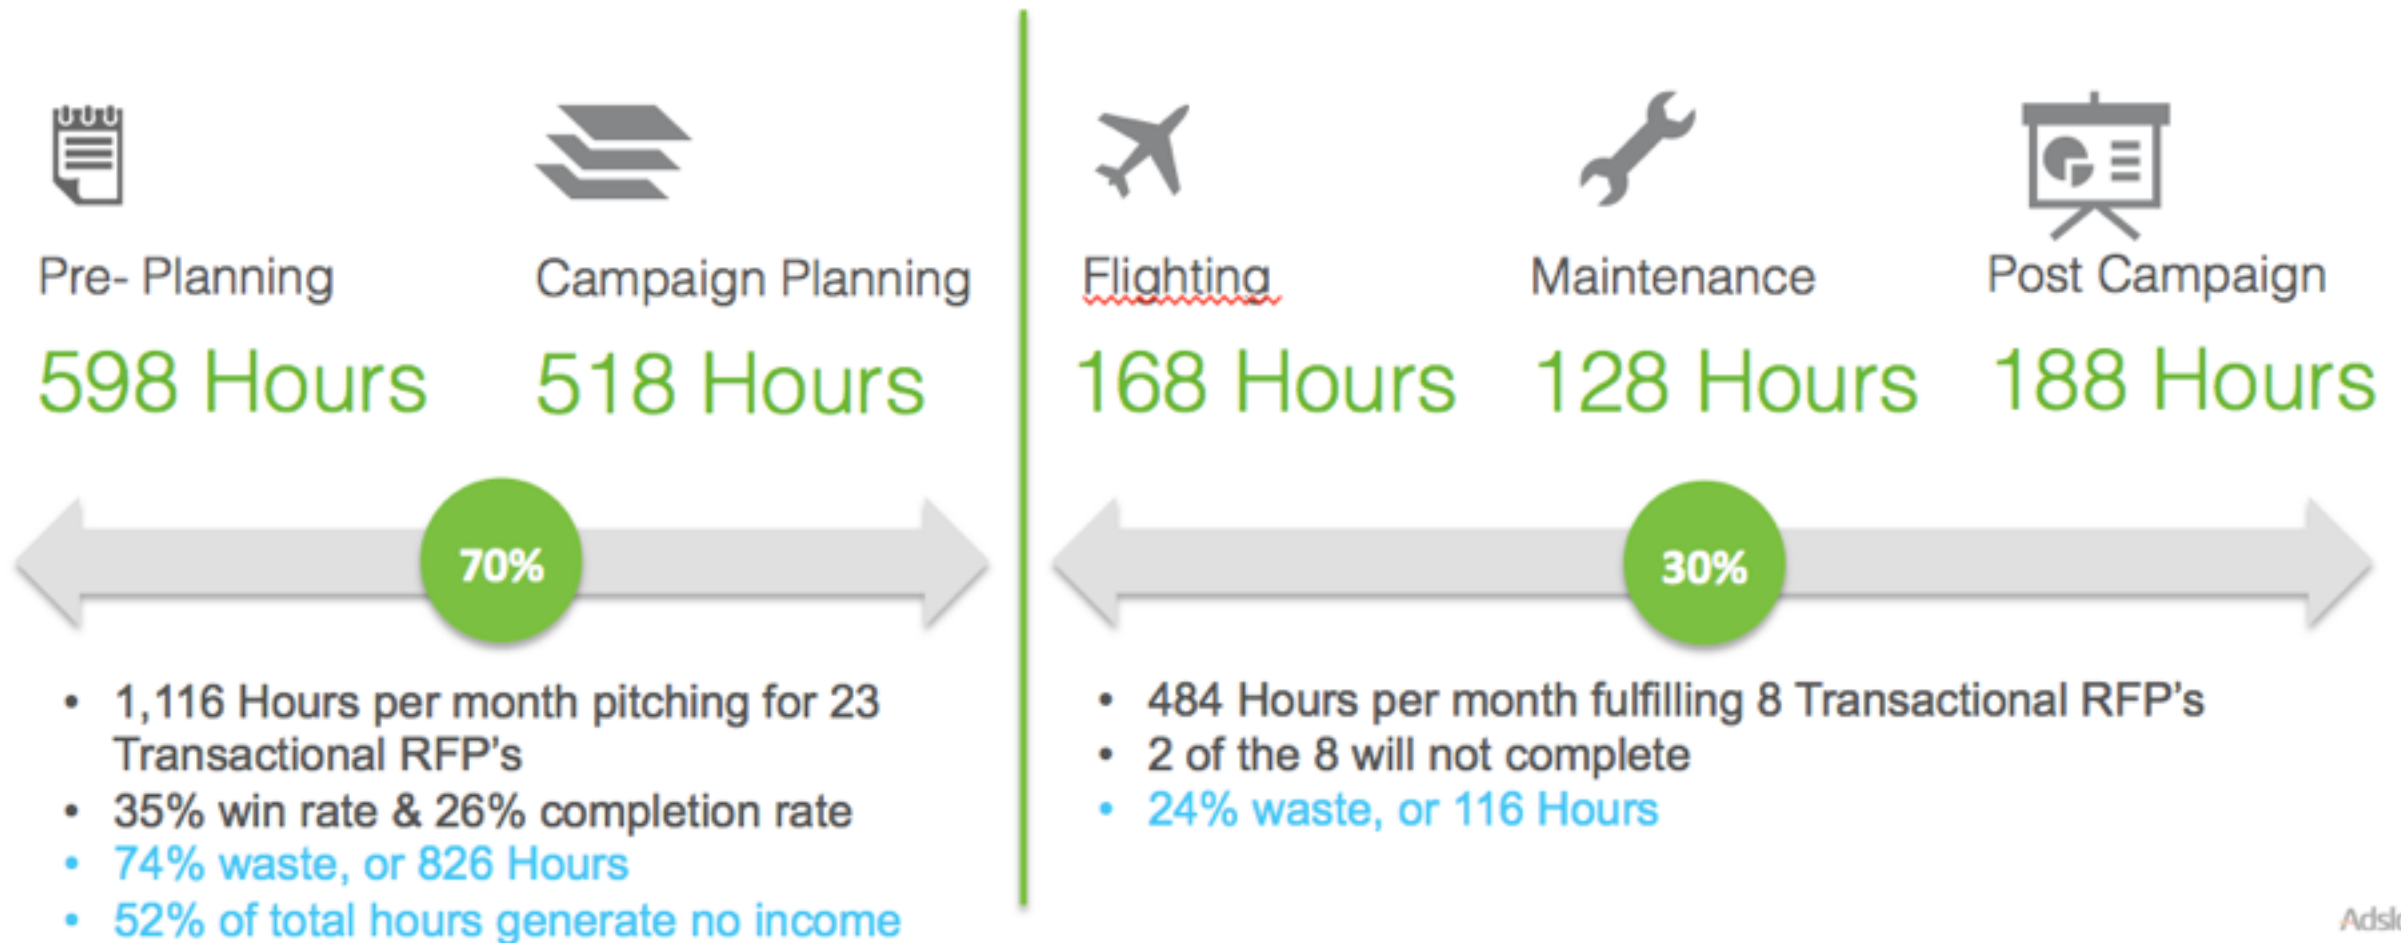 Pre- Planning
598 Hours
Campaign Planning
518 Hours
70%
• 1,116 Hours per month pitching for 23
Transactional RFP's
• 35% win rate & 26% completion rate
• 74% waste, or 826 Hours
• 52% of total hours generate no income
Flighting
168 Hours
Maintenance
128 Hours
Post Campaign
188 Hours
30%
• 484 Hours per month fulfilling 8 Transactional RFP's
• 2 of the 8 will not complete
• 24% waste, or 116 Hours